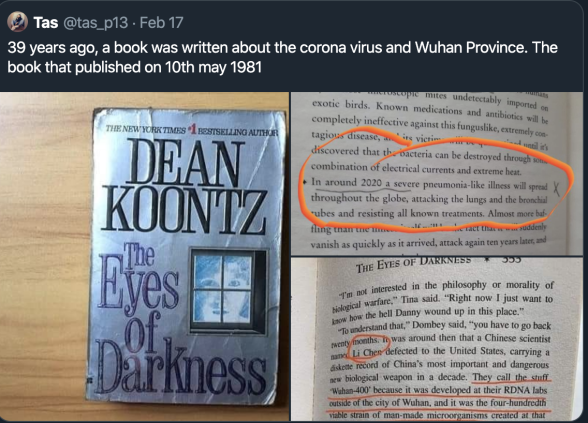 Tas @tas_p13 · Feb 17
39 years ago, a book was written about the corona virus and Wuhan Province. The
book that published on 10th may 1981
THE NEW YORK TIMES #1 BESTSELLING AUTHOR
DEAN
KOONTZ
The
Eyes
of
Darkness
microscopic mites undetectably imported on
exotic birds. Known medications and antibiotics will be
completely ineffective against this funguslike, extremely con-
tagious disease, its victim until it's
discovered that the bacteria can be destroyed through
combination of electrical currents and extreme heat.
• In around 2020 a severe pneumonia-like illness will spread
throughout the globe, attacking the lungs and the bronchial
tubes and resisting all known treatments. Almost more baf-
fling than the fact that it suddenly
vanish as quickly as it arrived, attack again ten years later, and
THE EYES OF DARKNESS * 353
"I'm not interested in the philosophy or morality of
biological warfare," Tina said. "Right now I just want to
know how the hell Danny wound up in this place."
"To understand that," Dombey said, "you have to go back
twenty months. It was around then that a Chinese scientist
named Li Chen defected to the United States, carrying a
diskette record of China's most important and dangerous
new biological weapon in a decade. They call the stuff
'Wuhan-400' because it was developed at their RDNA labs
outside of the city of Wuhan, and it was the four-hundredth
viable strain of man-made microorganisms created at that